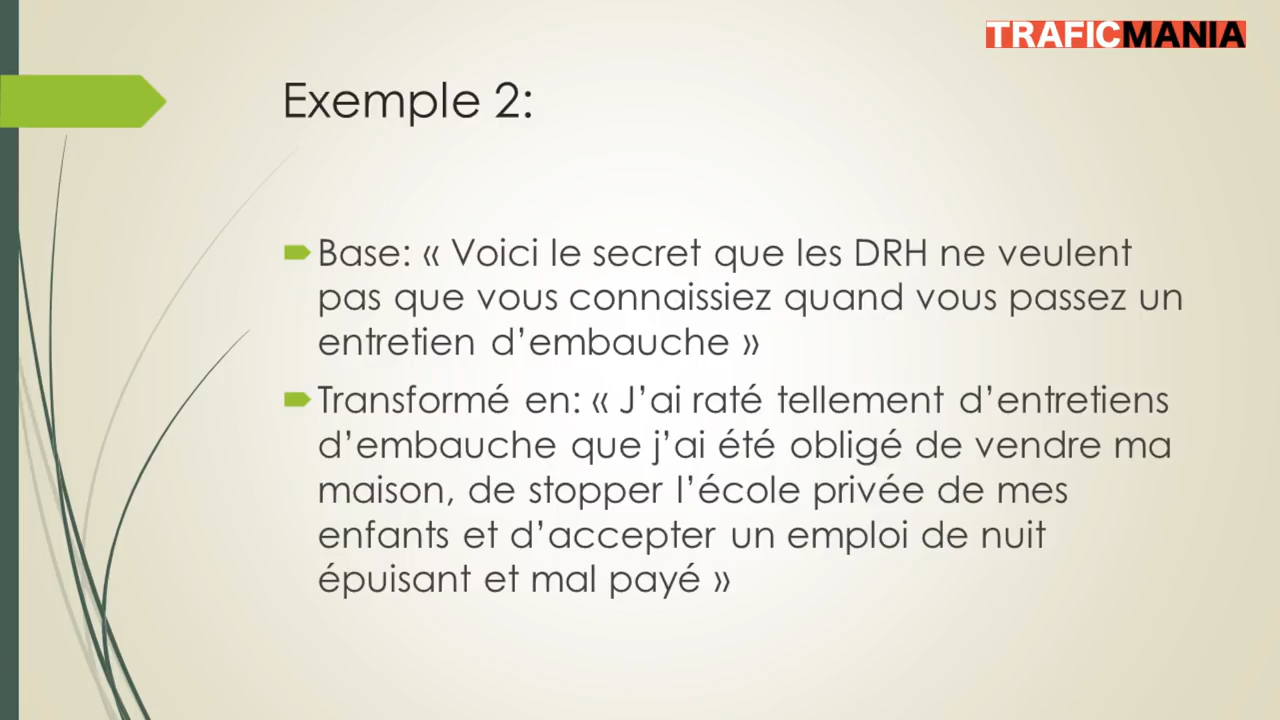 TRAFICMANIA
Exemple 2:
Base: « Voici le secret que les DRH ne veulent
pas que vous connaissiez quand vous passez un
entretien d’embauche »
Transformé en: « J’ai raté tellement d’entretiens
d’embauche que j’ai été obligé de vendre ma
maison, de stopper l’école privée de mes
enfants et d’accepter un emploi de nuit
épuisant et mal payé »